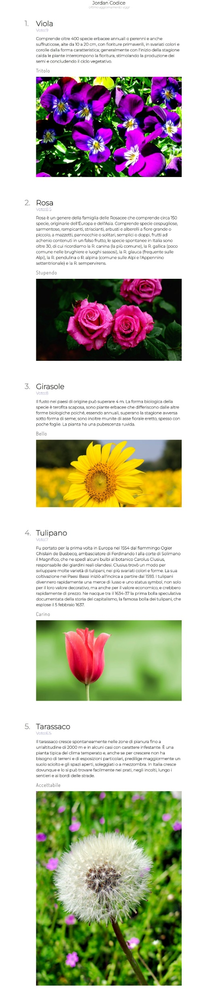 Jordan Codice
Ultimo aggiornamento: oggi
1. Viola
Voto:9
Comprende oltre 400 specie erbacee annuali o perenni e anche
suffruticose, alte da 10 a 20 cm, con fioriture primaverili, in svariati colori e
corolle dalla forma caratteristica; generalmente con l'inizio della stagione
calda le piante interrompono la fioritura, stimolando la produzione dei
semi e concludendo il ciclo vegetativo.
Tritolo
2. Rosa
Voto:8.5
Rosa è un genere della famiglia delle Rosacee che comprende circa 150
specie, originarie dell'Europa e dell'Asia. Comprende specie cespugliose,
sarmentose, rampicanti, striscianti, arbusti e alberelli a fiore grande o
piccolo, a mazzetti, pannocchie o solitari, semplici o doppi, frutti ad
achenio contenuti in un falso frutto; le specie spontanee in Italia sono
oltre 30, di cui ricordiamo la R. canina (la più comune), la R. gallica (poco
comune nelle brughiere e luoghi sassosi), la R. glauca (frequente sulle
Alpi), la R. pendulina o R. alpina (comune sulle Alpi e l'Appennino
settentrionale) e la R. sempervirens.
Stupendo
3. Girasole
Voto:8
Il fusto nei paesi di origine può superare 4 m. La forma biologica della
specie è terofita scaposa, sono piante erbacee che differiscono dalle altre
forme biologiche poiché, essendo annuali, superano la stagione avversa
sotto forma di seme; sono inoltre munite di asse fiorale eretto, spesso con
poche foglie. La pianta ha una pubescenza ruvida.
Bello
4. Tulipano
Voto:7
Fu portato per la prima volta in Europa nel 1554 dal fiammingo Ogier
Ghislain de Busbecq, ambasciatore di Ferdinando I alla corte di Solimano
il Magnifico, che ne spedì alcuni bulbi al botanico Carolus Clusius,
responsabile dei giardini reali olandesi. Clusius trovò un modo per
sviluppare molte varietà di tulipani, nei più svariati colori e forme. La sua
coltivazione nei Paesi Bassi iniziò all'incirca a partire dal 1593. I tulipani
divennero rapidamente una merce di lusso e uno status symbol, non solo
per il loro valore decorativo, ma anche per il valore economico, e crebbero
rapidamente di prezzo. Ne nacque tra il 1634-37 la prima bolla speculativa
documentata della storia del capitalismo, la famosa bolla dei tulipani, che
esplose il 5 febbraio 1637.
Carino
5. Tarassaco
Voto:6.5
Il tarassaco cresce spontaneamente nelle zone di pianura fino a
un'altitudine di 2000 m e in alcuni casi con carattere infestante. È una
pianta tipica del clima temperato e, anche se per crescere non ha
bisogno di terreni e di esposizioni particolari, predilige maggiormente un
suolo sciolto e gli spazi aperti, soleggiati o a mezzombra. In Italia cresce
dovunque e lo si può trovare facilmente nei prati, negli incolti, lungo i
sentieri e ai bordi delle strade.
Accettabile